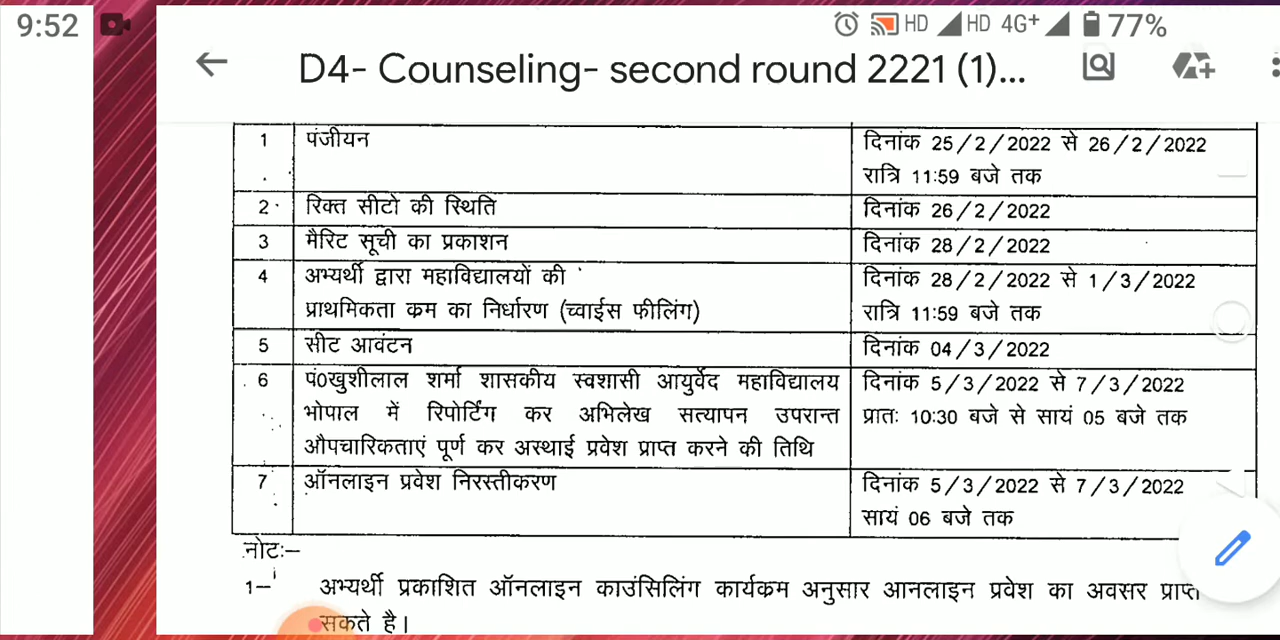 9:52 HD HD 4G+ 77%
D4- Counseling- second round 2221 (1)...
1 पंजीयन दिनांक 25/2/2022 से 26/2/2022
रात्रि 11:59 बजे तक
2 रिक्त सीटो की स्थिति दिनांक 26/2/2022
3 मैरिट सूची का प्रकाशन दिनांक 28/2/2022
4 अभ्यर्थी द्वारा महाविद्यालयों की दिनांक 28/2/2022 से 1/3/2022
प्राथमिकता क्रम का निर्धारण (च्वाईस फीलिंग) रात्रि 11:59 बजे तक
5 सीट आवंटन दिनांक 04/3/2022
6 पं0खुशीलाल शर्मा शासकीय स्वशासी आयुर्वेद महाविद्यालय दिनांक 5/3/2022 से 7/3/2022
भोपाल में रिपोर्टिंग कर अभिलेख सत्यापन उपरान्त प्रातः 10:30 बजे से सायं 05 बजे तक
औपचारिकताएं पूर्ण कर अस्थाई प्रवेश प्राप्त करने की तिथि
7 ऑनलाइन प्रवेश निरस्तीकरण दिनांक 5/3/2022 से 7/3/2022
सायं 06 बजे तक
नोटः–
1– अभ्यर्थी प्रकाशित ऑनलाइन काउंसिलिंग कार्यक्रम अनुसार आनलाइन प्रवेश का अवसर प्राप्त
सकते है।